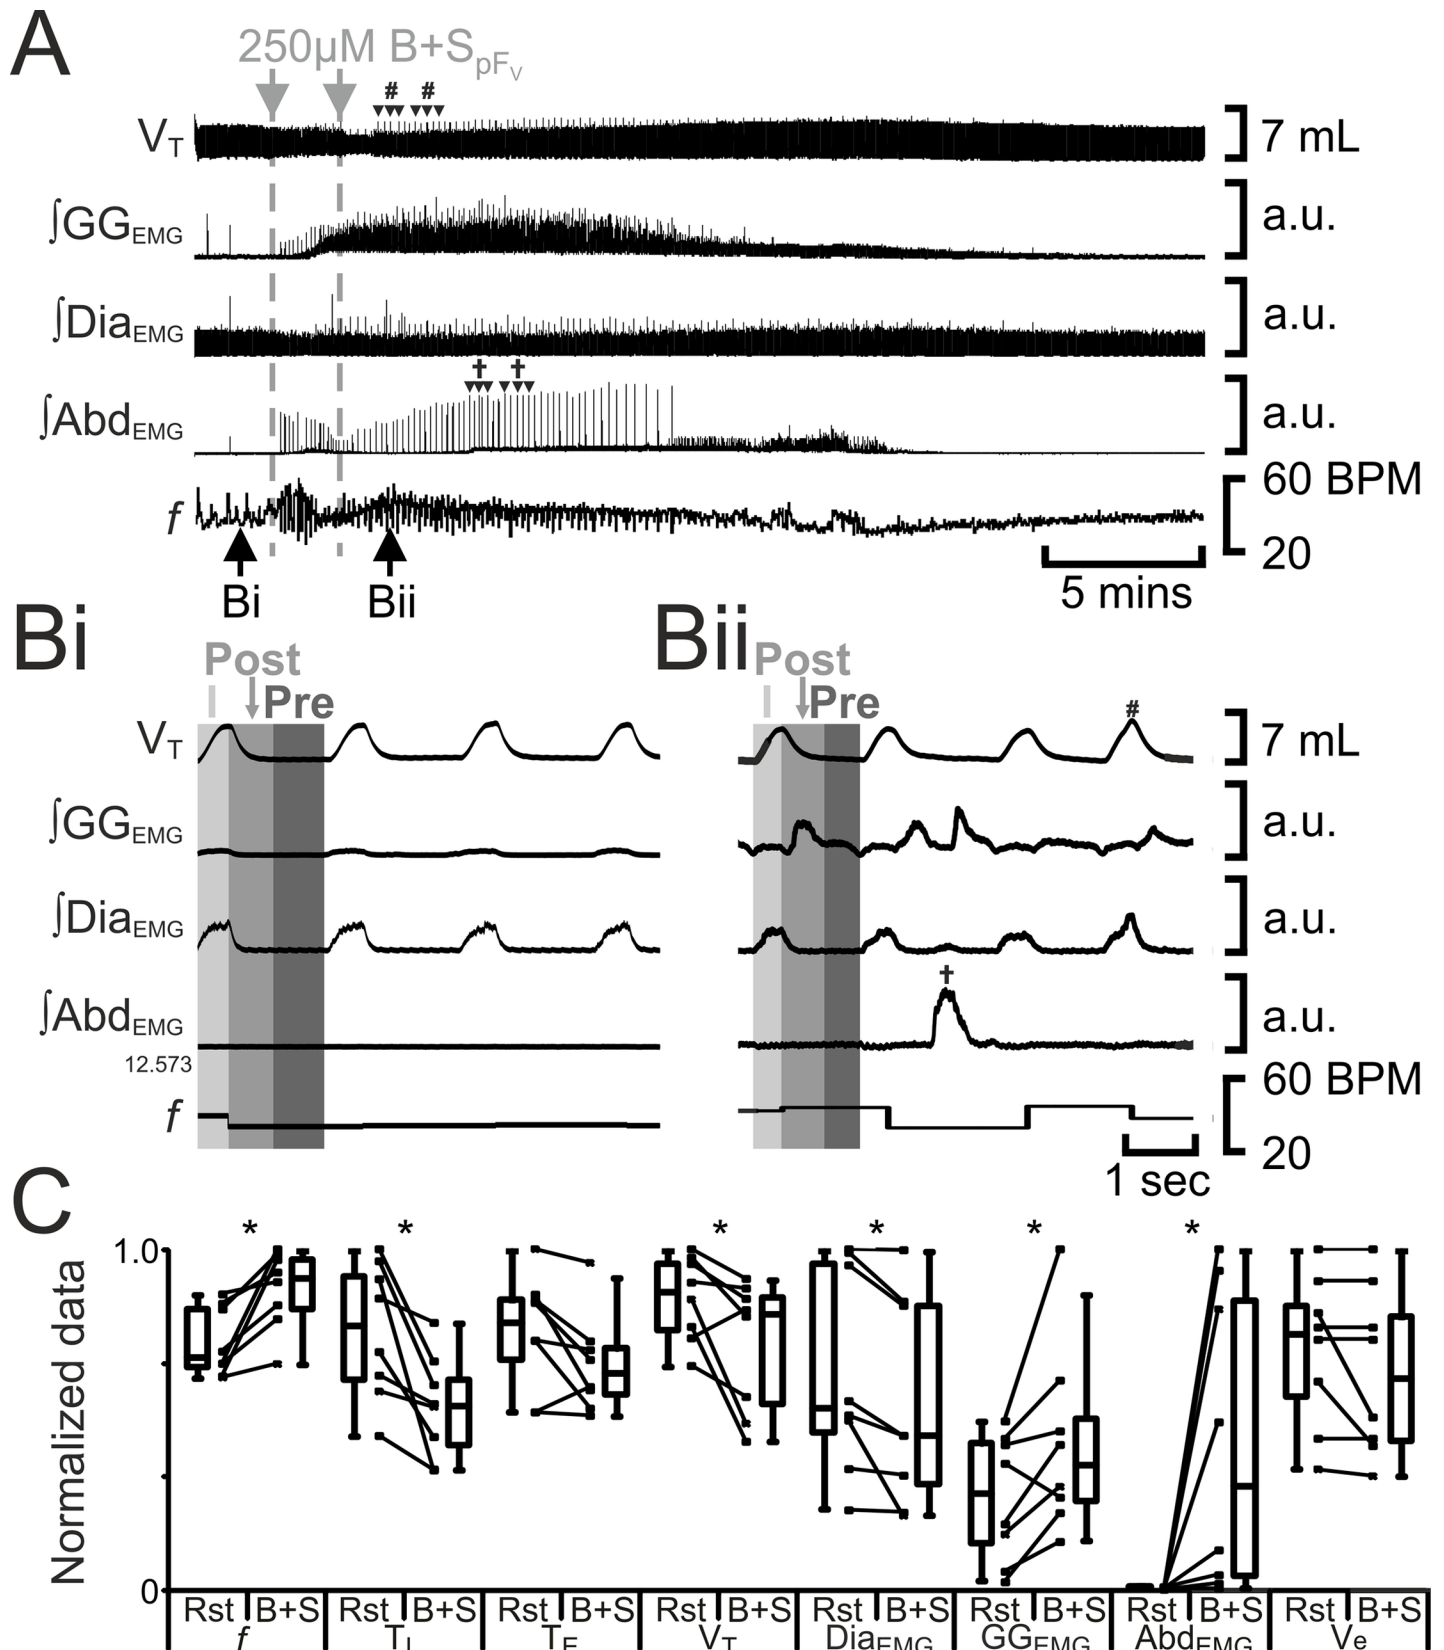 A
250µM B+SpFV
# #
VT
7 mL
∫GGEMG
a.u.
∫DiaEMG
a.u.
† †
∫AbdEMG
a.u.
f
60 BPM
20
5 mins
Bi Bii
Bi
Bii
Post
Pre
Post
Pre
#
VT
7 mL
∫GGEMG
a.u.
∫DiaEMG
a.u.
†
∫AbdEMG
a.u.
12.573
f
60 BPM
20
1 sec
C
* * * * * *
Normalized data
1.0
0
Rst B+S Rst B+S Rst B+S Rst B+S Rst B+S Rst B+S Rst B+S Rst B+S
f TI TE VT DiaEMG GGEMG AbdEMG Ve